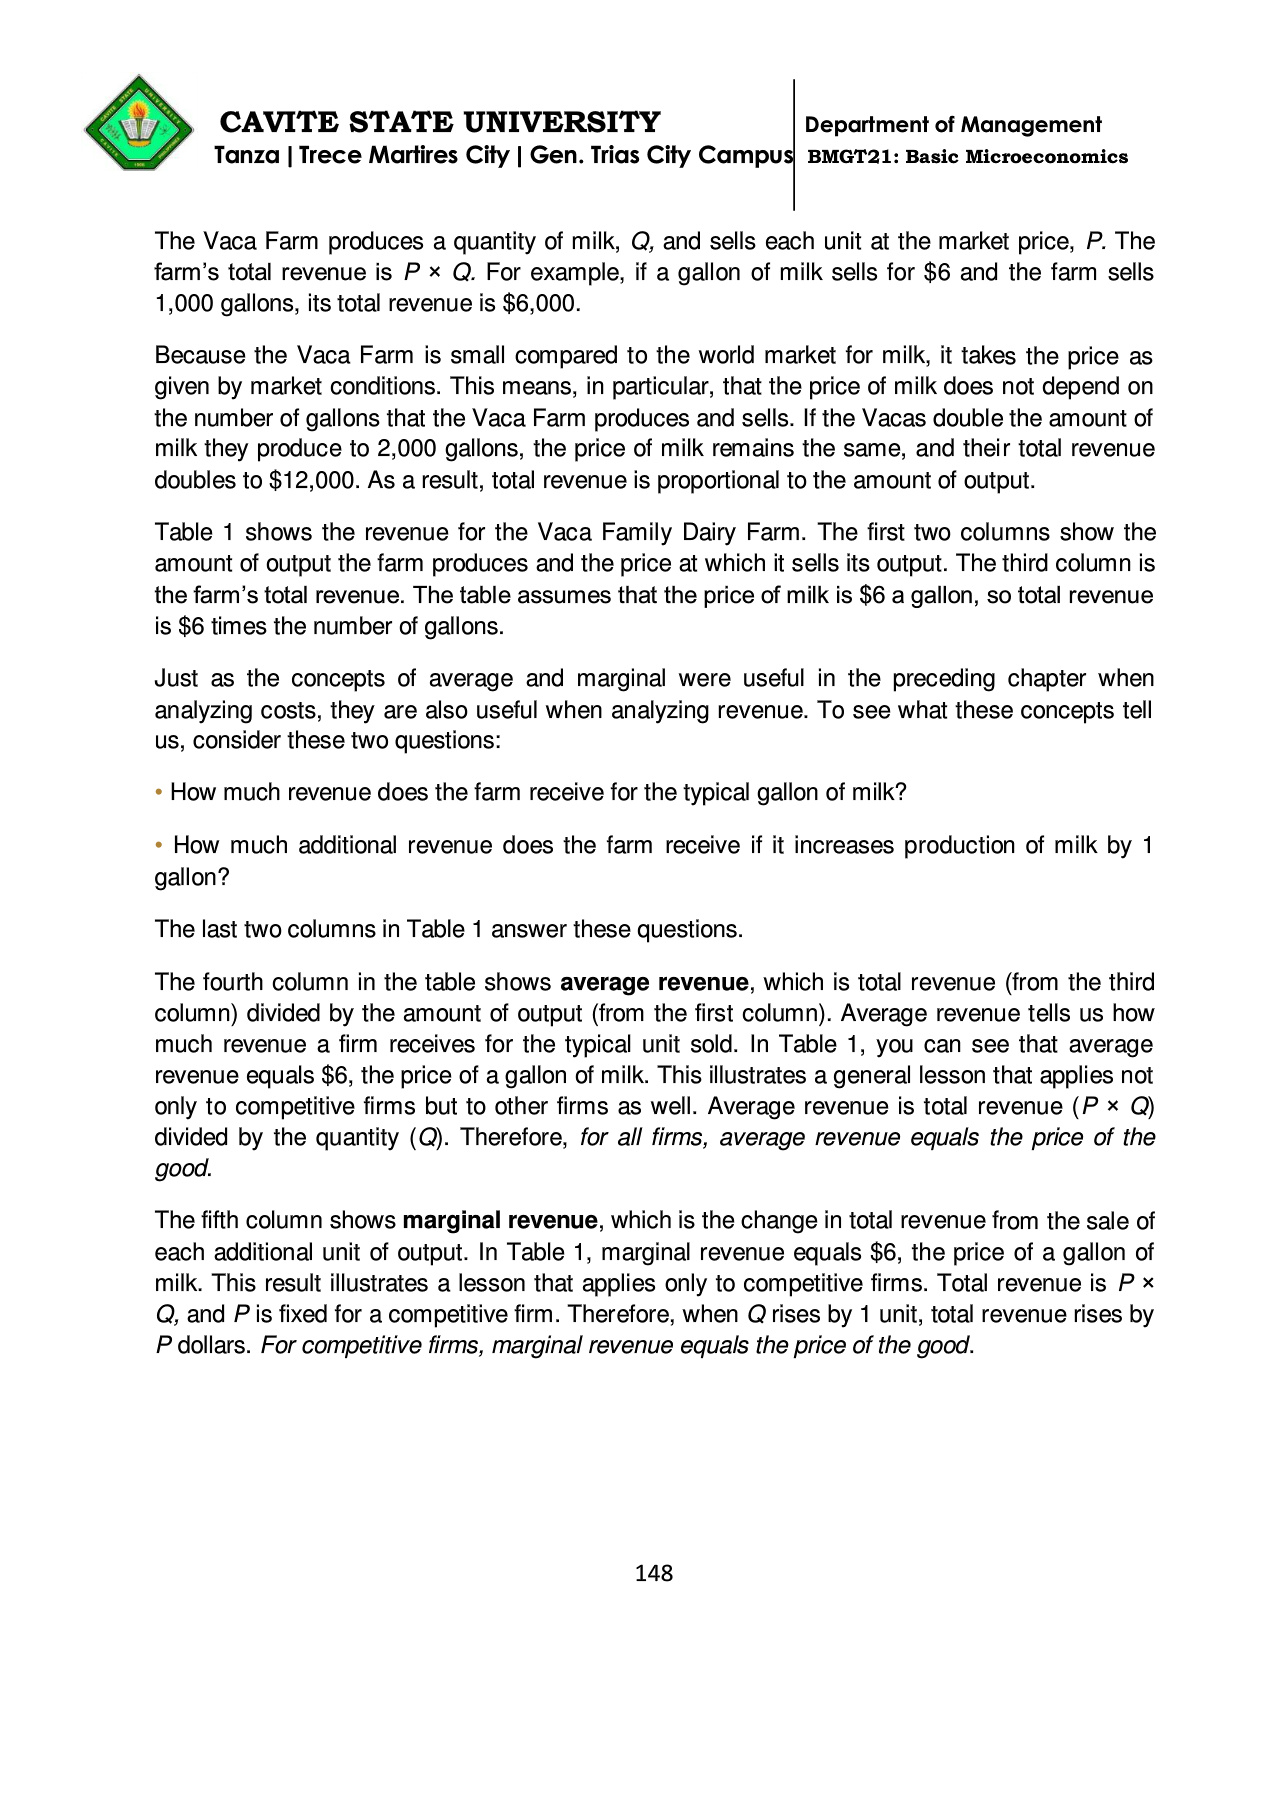 CAVITE STATE UNIVERSITY
Tanza | Trece Martires City | Gen. Trias City Campus
Department of Management
BMGT21: Basic Microeconomics
The Vaca Farm produces a quantity of milk, Q, and sells each unit at the market price, P. The
farm's total revenue is P × Q. For example, if a gallon of milk sells for $6 and the farm sells
1,000 gallons, its total revenue is $6,000.
Because the Vaca Farm is small compared to the world market for milk, it takes the price as
given by market conditions. This means, in particular, that the price of milk does not depend on
the number of gallons that the Vaca Farm produces and sells. If the Vacas double the amount of
milk they produce to 2,000 gallons, the price of milk remains the same, and their total revenue
doubles to $12,000. As a result, total revenue is proportional to the amount of output.
Table 1 shows the revenue for the Vaca Family Dairy Farm. The first two columns show the
amount of output the farm produces and the price at which it sells its output. The third column is
the farm's total revenue. The table assumes that the price of milk is $6 a gallon, so total revenue
is $6 times the number of gallons.
Just as the concepts of average and marginal were useful in the preceding chapter when
analyzing costs, they are also useful when analyzing revenue. To see what these concepts tell
us, consider these two questions:
• How much revenue does the farm receive for the typical gallon of milk?
• How much additional revenue does the farm receive if it increases production of milk by 1
gallon?
The last two columns in Table 1 answer these questions.
The fourth column in the table shows average revenue, which is total revenue (from the third
column) divided by the amount of output (from the first column). Average revenue tells us how
much revenue a firm receives for the typical unit sold. In Table 1, you can see that average
revenue equals $6, the price of a gallon of milk. This illustrates a general lesson that applies not
only to competitive firms but to other firms as well. Average revenue is total revenue (P × Q)
divided by the quantity (Q). Therefore, for all firms, average revenue equals the price of the
good.
The fifth column shows marginal revenue, which is the change in total revenue from the sale of
each additional unit of output. In Table 1, marginal revenue equals $6, the price of a gallon of
milk. This result illustrates a lesson that applies only to competitive firms. Total revenue is P ×
Q, and P is fixed for a competitive firm. Therefore, when Q rises by 1 unit, total revenue rises by
P dollars. For competitive firms, marginal revenue equals the price of the good.
148